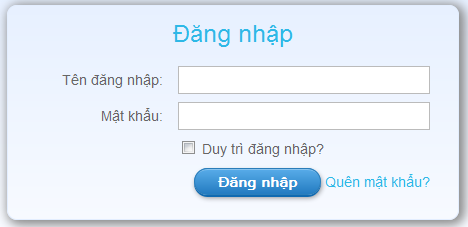 Đăng nhập
Tên đăng nhập:
Mật khẩu:
Duy trì đăng nhập?
Đăng nhập Quên mật khẩu?